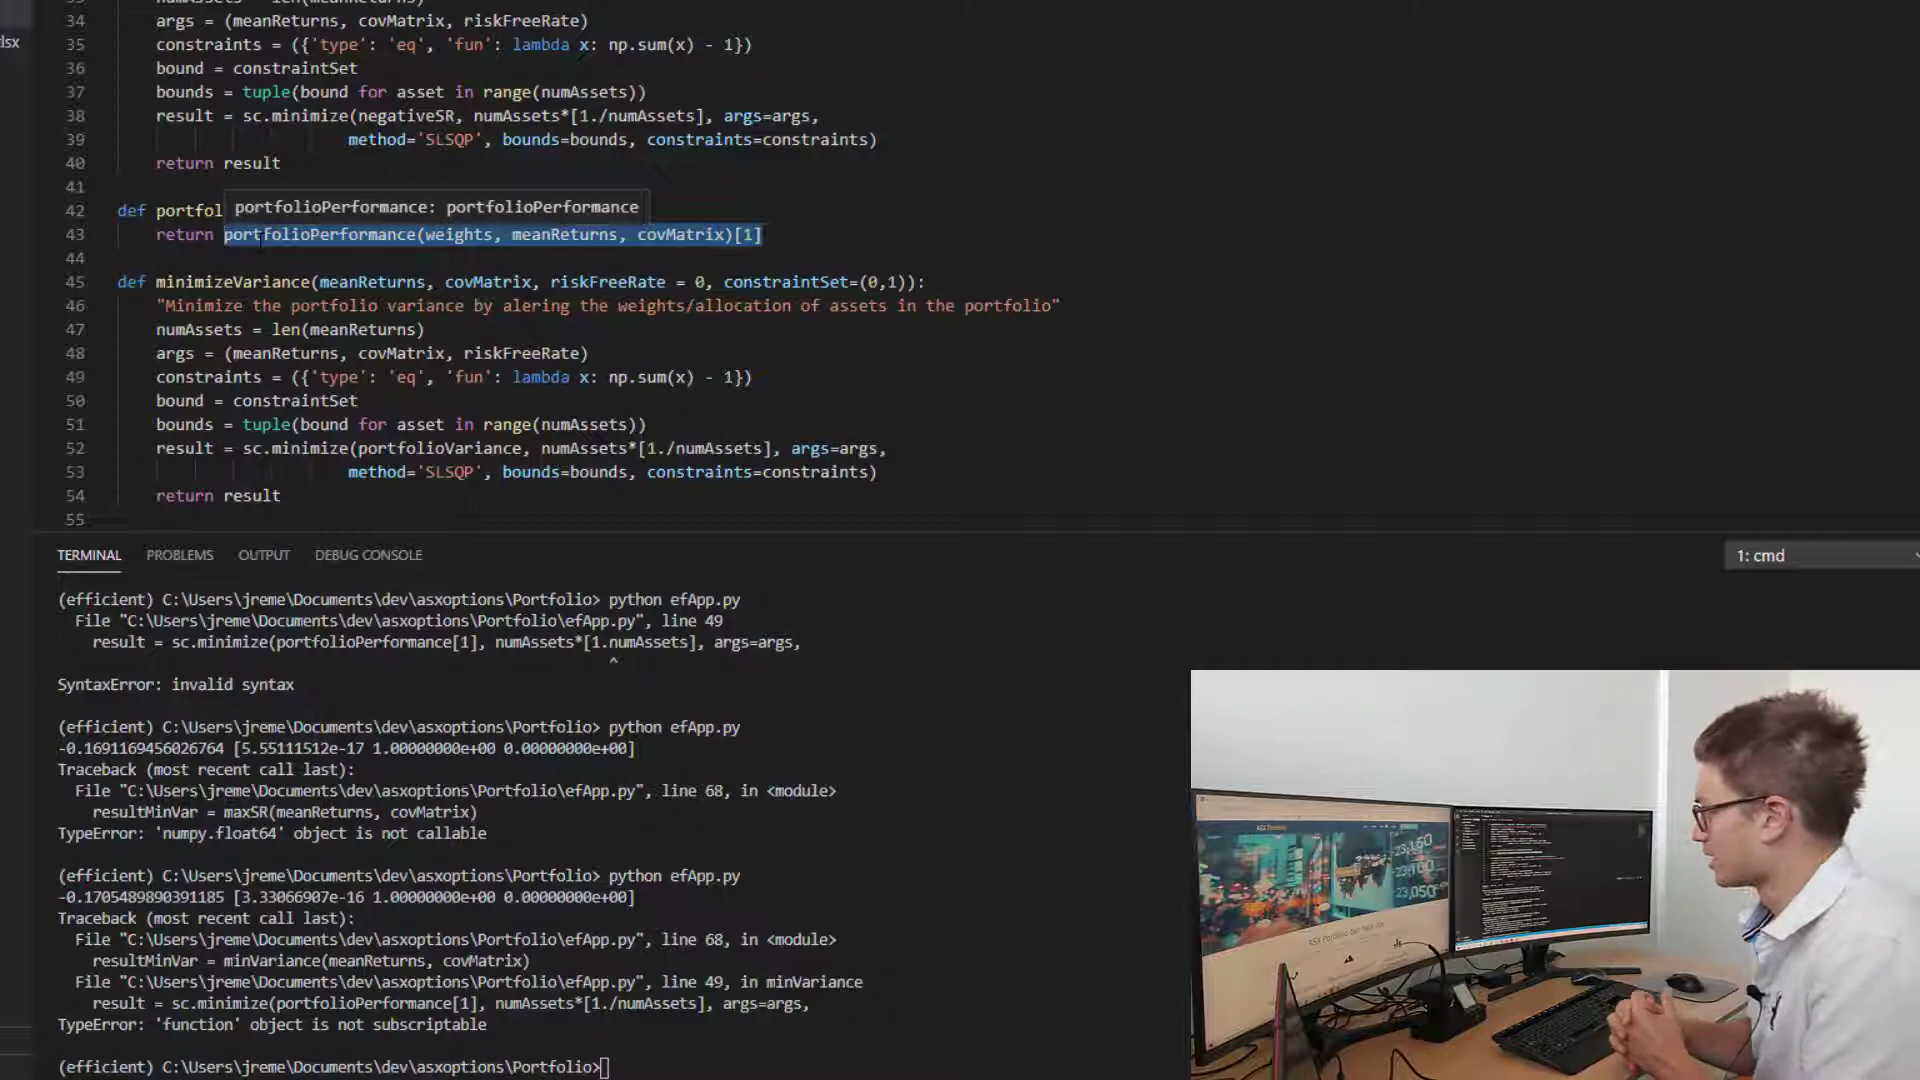 lsx
34 args = (meanReturns, covMatrix, riskFreeRate)
35 constraints = ({'type': 'eq', 'fun': lambda x: np.sum(x) - 1})
36 bound = constraintSet
37 bounds = tuple(bound for asset in range(numAssets))
38 result = sc.minimize(negativeSR, numAssets*[1./numAssets], args=args,
39 method='SLSQP', bounds=bounds, constraints=constraints)
40 return result
41
portfolioPerformance: portfolioPerformance
42 def portfol
43 return portfolioPerformance(weights, meanReturns, covMatrix)[1]
44
45 def minimizeVariance(meanReturns, covMatrix, riskFreeRate = 0, constraintSet=(0,1)):
46 "Minimize the portfolio variance by alering the weights/allocation of assets in the portfolio"
47 numAssets = len(meanReturns)
48 args = (meanReturns, covMatrix, riskFreeRate)
49 constraints = ({'type': 'eq', 'fun': lambda x: np.sum(x) - 1})
50 bound = constraintSet
51 bounds = tuple(bound for asset in range(numAssets))
52 result = sc.minimize(portfolioVariance, numAssets*[1./numAssets], args=args,
53 method='SLSQP', bounds=bounds, constraints=constraints)
54 return result
55
TERMINAL PROBLEMS OUTPUT DEBUG CONSOLE 1: cmd
(efficient) C:\Users\jreme\Documents\dev\asxoptions\Portfolio> python efApp.py
File "C:\Users\jreme\Documents\dev\asxoptions\Portfolio\efApp.py", line 49
result = sc.minimize(portfolioPerformance[1], numAssets*[1.numAssets], args=args,
^
SyntaxError: invalid syntax
(efficient) C:\Users\jreme\Documents\dev\asxoptions\Portfolio> python efApp.py
-0.1691169456026764 [5.55111512e-17 1.00000000e+00 0.00000000e+00]
Traceback (most recent call last):
File "C:\Users\jreme\Documents\dev\asxoptions\Portfolio\efApp.py", line 68, in <module>
resultMinVar = maxSR(meanReturns, covMatrix)
TypeError: 'numpy.float64' object is not callable
(efficient) C:\Users\jreme\Documents\dev\asxoptions\Portfolio> python efApp.py
-0.1705489890391185 [3.33066907e-16 1.00000000e+00 0.00000000e+00]
Traceback (most recent call last):
File "C:\Users\jreme\Documents\dev\asxoptions\Portfolio\efApp.py", line 68, in <module>
resultMinVar = minVariance(meanReturns, covMatrix)
File "C:\Users\jreme\Documents\dev\asxoptions\Portfolio\efApp.py", line 49, in minVariance
result = sc.minimize(portfolioPerformance[1], numAssets*[1./numAssets], args=args,
TypeError: 'function' object is not subscriptable
(efficient) C:\Users\jreme\Documents\dev\asxoptions\Portfolio>
23,160
23,100
23,050